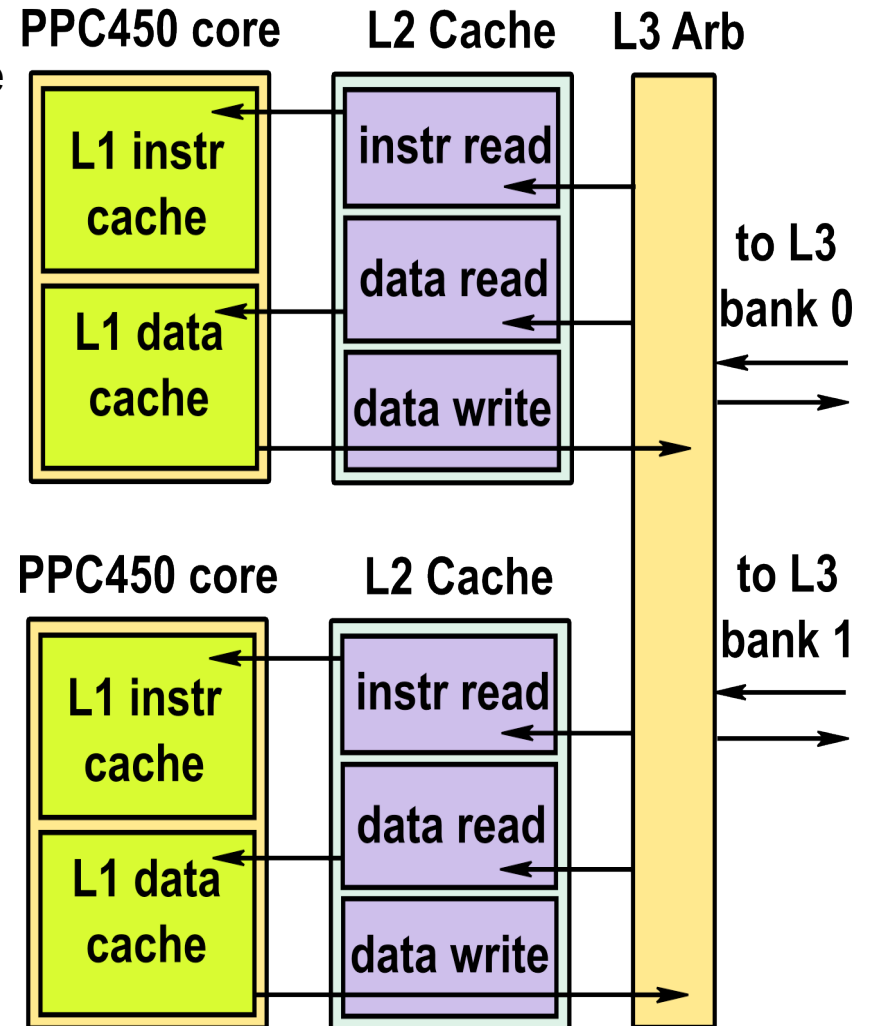 PPC450 core
L2 Cache
L3 Arb
L1 instr
cache
instr read
L1 data
cache
data read
data write
to L3
bank 0
PPC450 core
L2 Cache
to L3
bank 1
L1 instr
cache
instr read
L1 data
cache
data read
data write